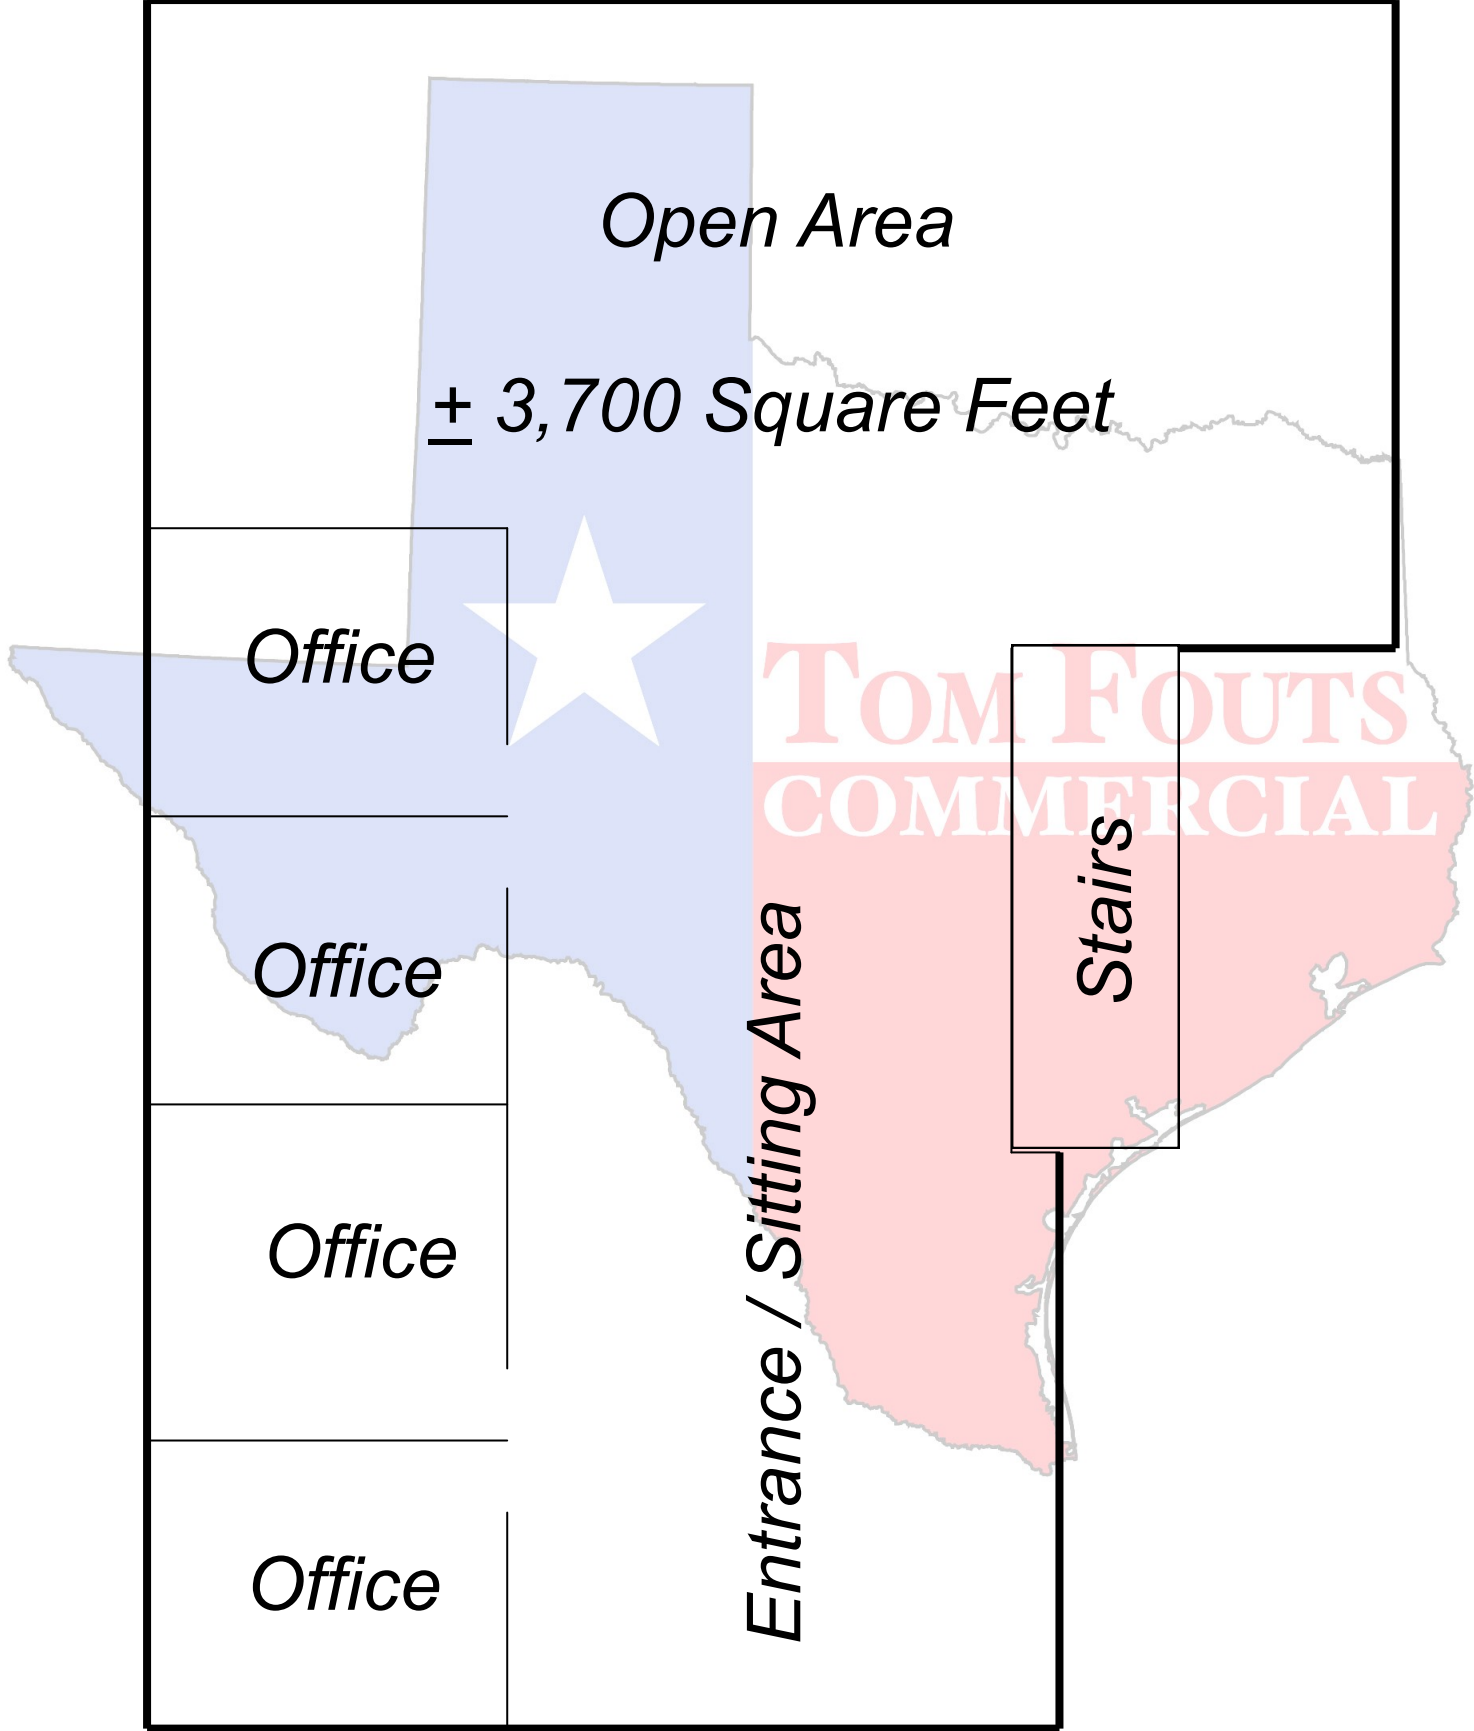 Open Area
± 3,700 Square Feet
Office
TOM FOUTS
COMMERCIAL
Stairs
Office
Entrance / Sitting Area
Office
Office